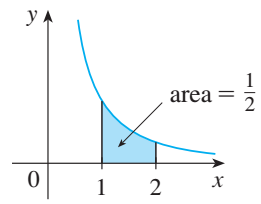 y
area = 1/2
0 1 2 x